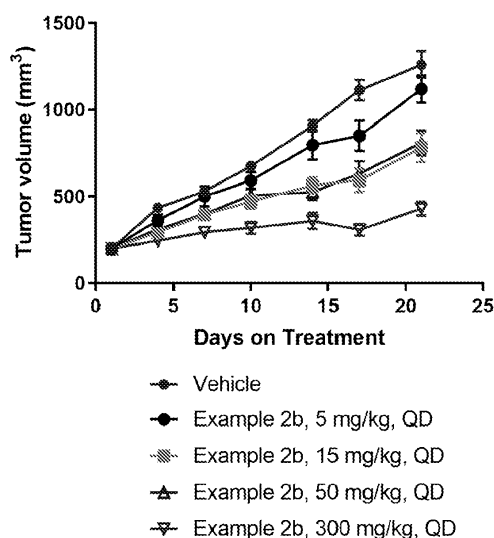 1500
1000
500
0
Tumor volume (mm³)
0 5 10 15 20 25
Days on Treatment
Vehicle
Example 2b, 5 mg/kg, QD
Example 2b, 15 mg/kg, QD
Example 2b, 50 mg/kg, QD
Example 2b, 300 mg/kg, QD